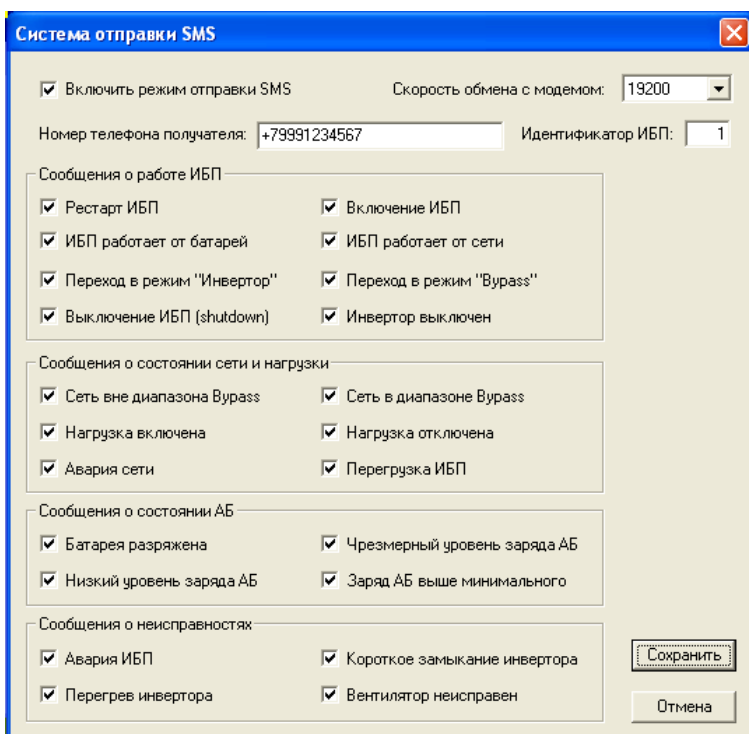 Система отправки SMS
Включить режим отправки SMS Скорость обмена с модемом: 19200
Номер телефона получателя: +79991234567 Идентификатор ИБП: 1
Сообщения о работе ИБП
Рестарт ИБП Включение ИБП
ИБП работает от батарей ИБП работает от сети
Переход в режим "Инвертор" Переход в режим "Bypass"
Выключение ИБП (shutdown) Инвертор выключен
Сообщения о состоянии сети и нагрузки
Сеть вне диапазона Bypass Сеть в диапазоне Bypass
Нагрузка включена Нагрузка отключена
Авария сети Перегрузка ИБП
Сообщения о состоянии АБ
Батарея разряжена Чрезмерный уровень заряда АБ
Низкий уровень заряда АБ Заряд АБ выше минимального
Сообщения о неисправностях
Авария ИБП Короткое замыкание инвертора Сохранить
Перегрев инвертора Вентилятор неисправен Отмена